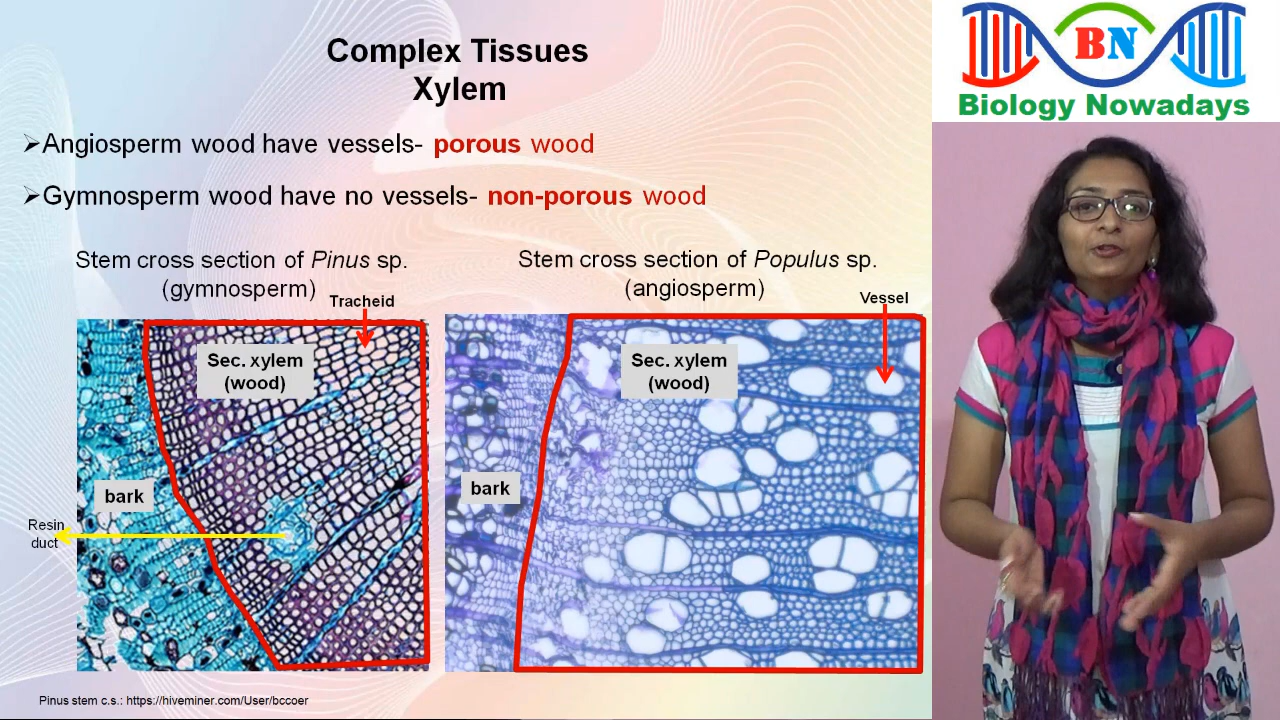 Complex Tissues
Xylem
➢Angiosperm wood have vessels- porous wood
➢Gymnosperm wood have no vessels- non-porous wood
Stem cross section of Pinus sp.
(gymnosperm)
Tracheid
Sec. xylem
(wood)
bark
Resin
duct
Stem cross section of Populus sp.
(angiosperm)
Vessel
Sec. xylem
(wood)
bark
Pinus stem c.s.: https://hiveminer.com/User/bccoer
BN
Biology Nowadays